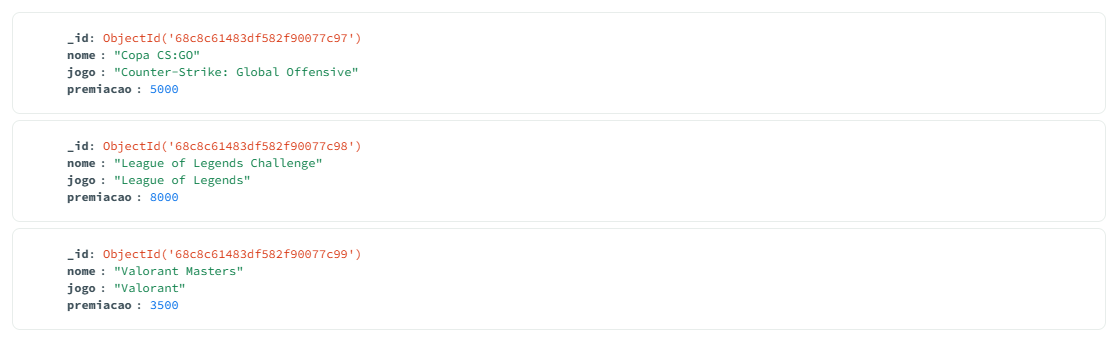 _id: ObjectId('68c8c61483df582f90077c97')
nome : "Copa CS:GO"
jogo : "Counter-Strike: Global Offensive"
premiacao : 5000
_id: ObjectId('68c8c61483df582f90077c98')
nome : "League of Legends Challenge"
jogo : "League of Legends"
premiacao : 8000
_id: ObjectId('68c8c61483df582f90077c99')
nome : "Valorant Masters"
jogo : "Valorant"
premiacao : 3500